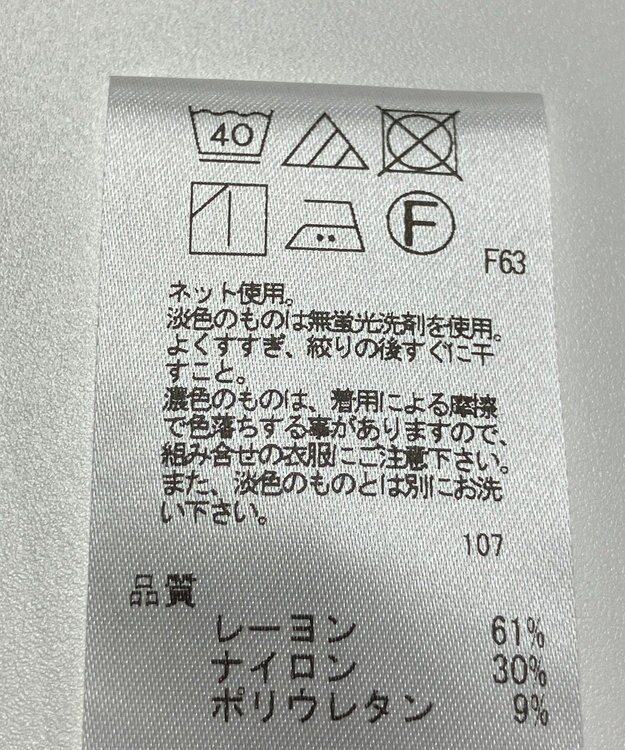 40
F
F63
ネット使用。
淡色のものは無蛍光洗剤を使用。
よくすすぎ、絞りの後すぐに干
すこと。
濃色のものは、着用による摩擦
で色落ちする事がありますので、
組み合せの衣服にご注意下さい。
また、淡色のものとは別にお洗
い下さい。
107
品質
レーヨン 61%
ナイロン 30%
ポリウレタン 9%